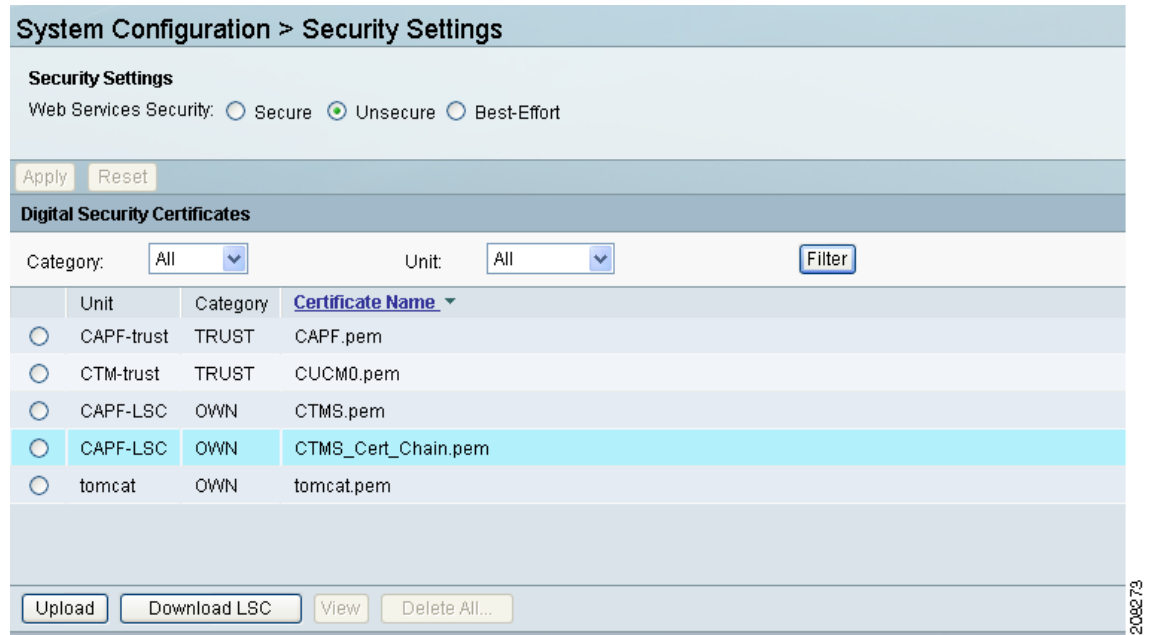 System Configuration > Security Settings
Security Settings
Web Services Security: Secure Unsecure Best-Effort
Apply Reset
Digital Security Certificates
Category: All Unit: All Filter
Unit Category Certificate Name
CAPF-trust TRUST CAPF.pem
CTM-trust TRUST CUCM0.pem
CAPF-LSC OWN CTMS.pem
CAPF-LSC OWN CTMS_Cert_Chain.pem
tomcat OWN tomcat.pem
Upload Download LSC View Delete All...
208273